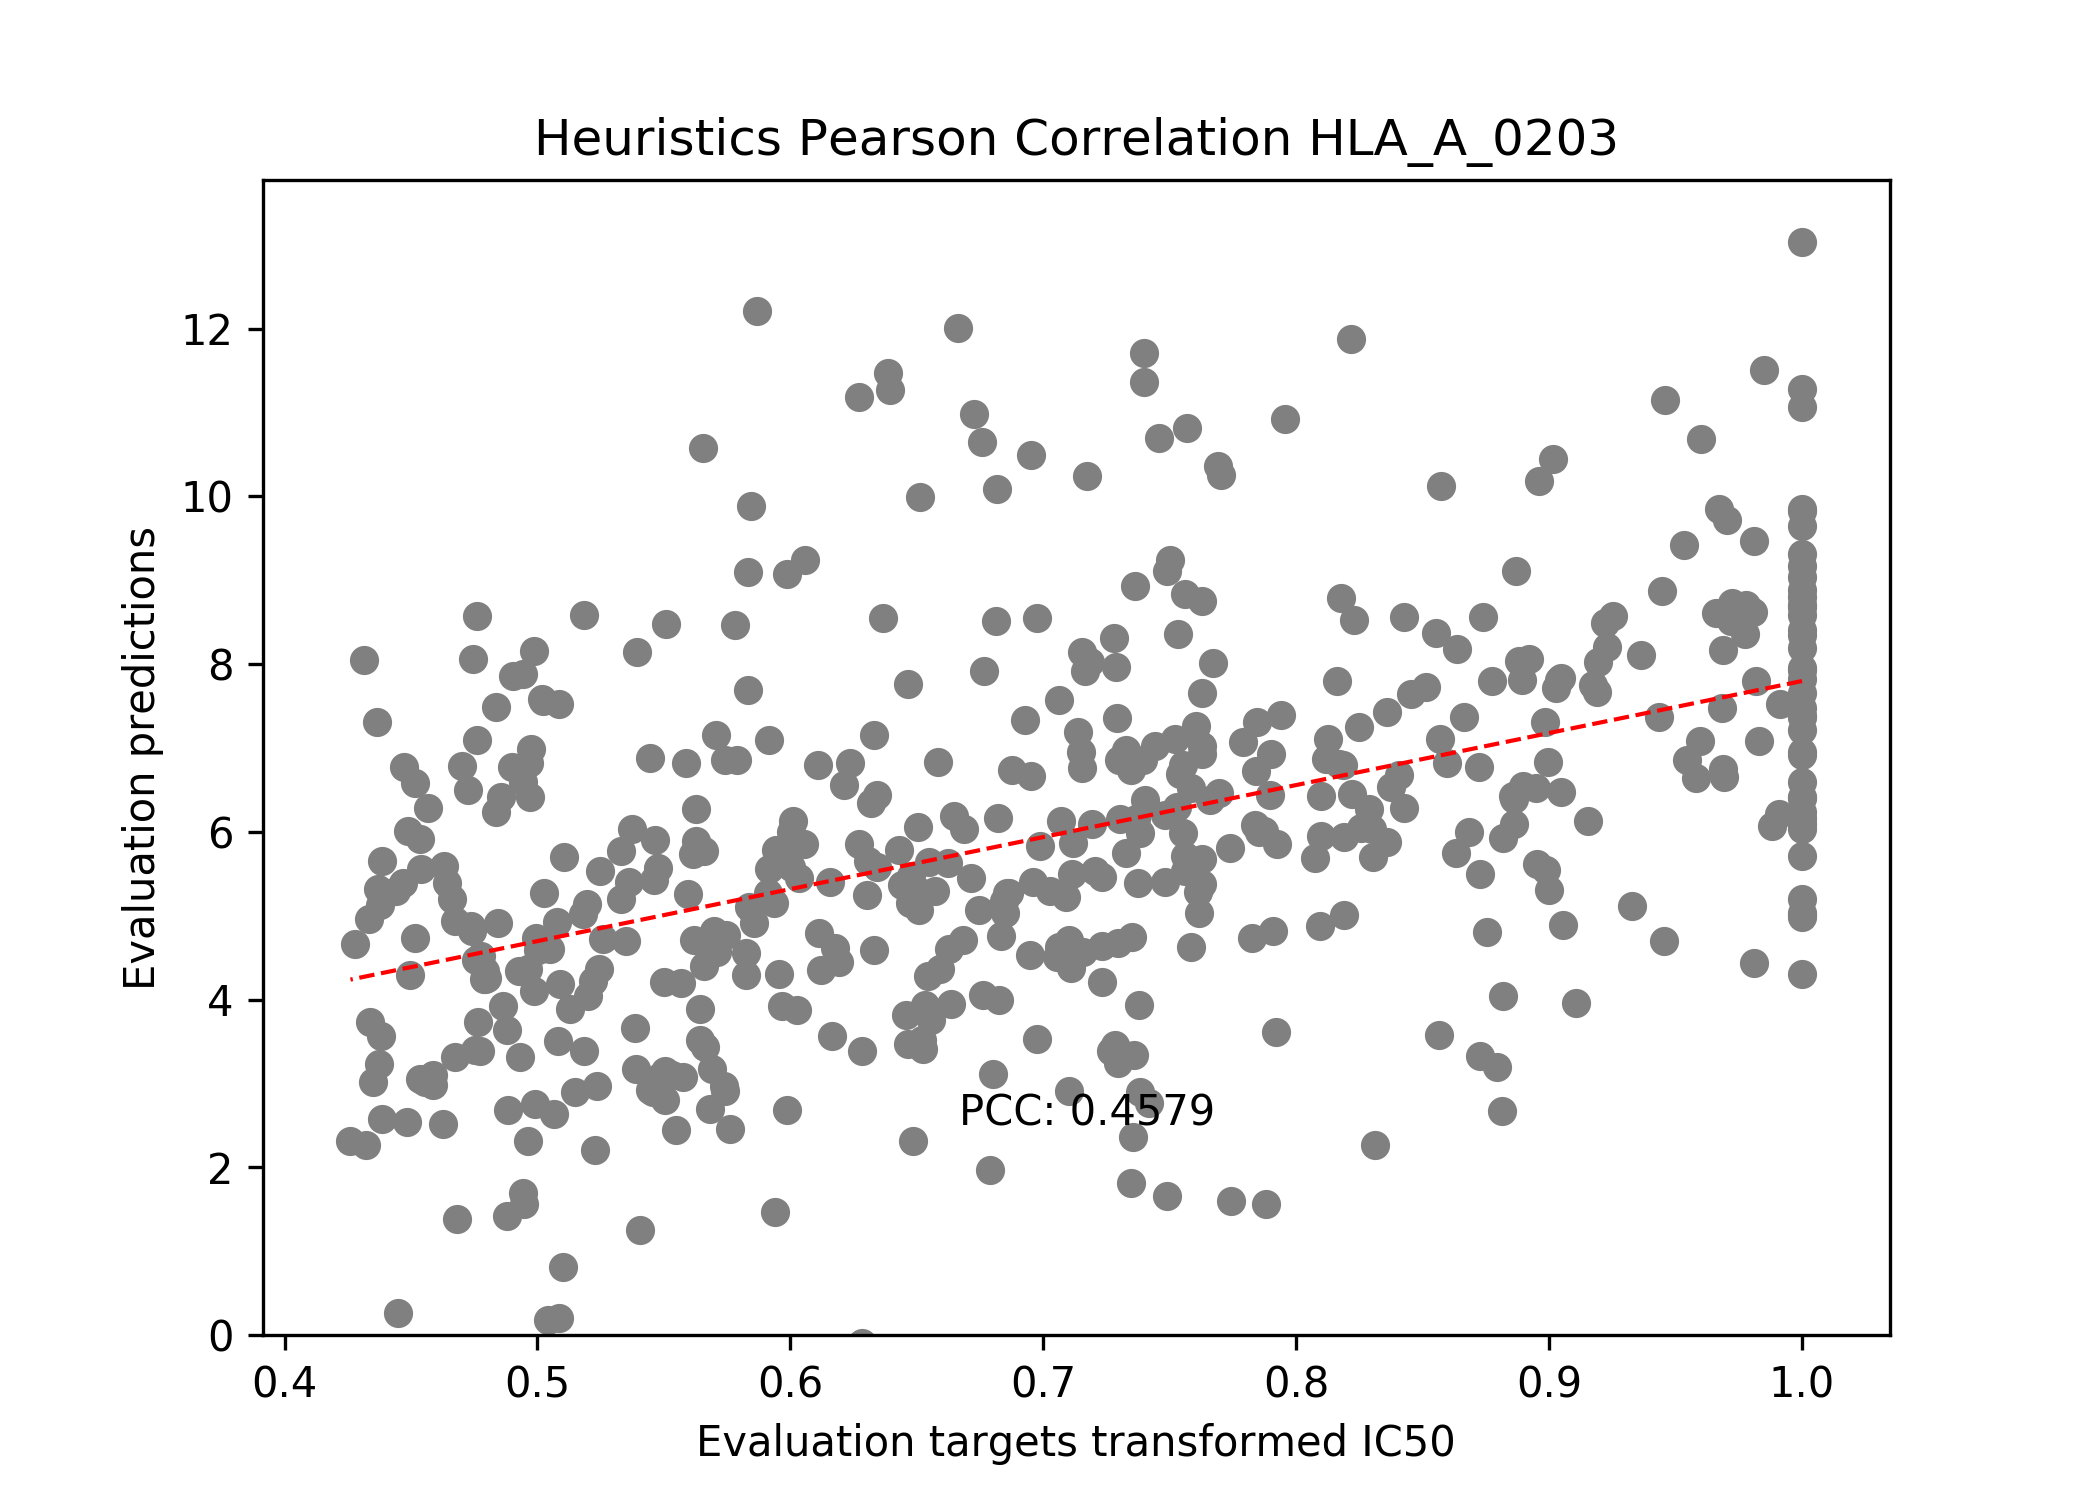 Heuristics Pearson Correlation HLA_A_0203
Evaluation predictions
12
10
8
6
4
2
0
PCC: 0.4579
0.4 0.5 0.6 0.7 0.8 0.9 1.0
Evaluation targets transformed IC50